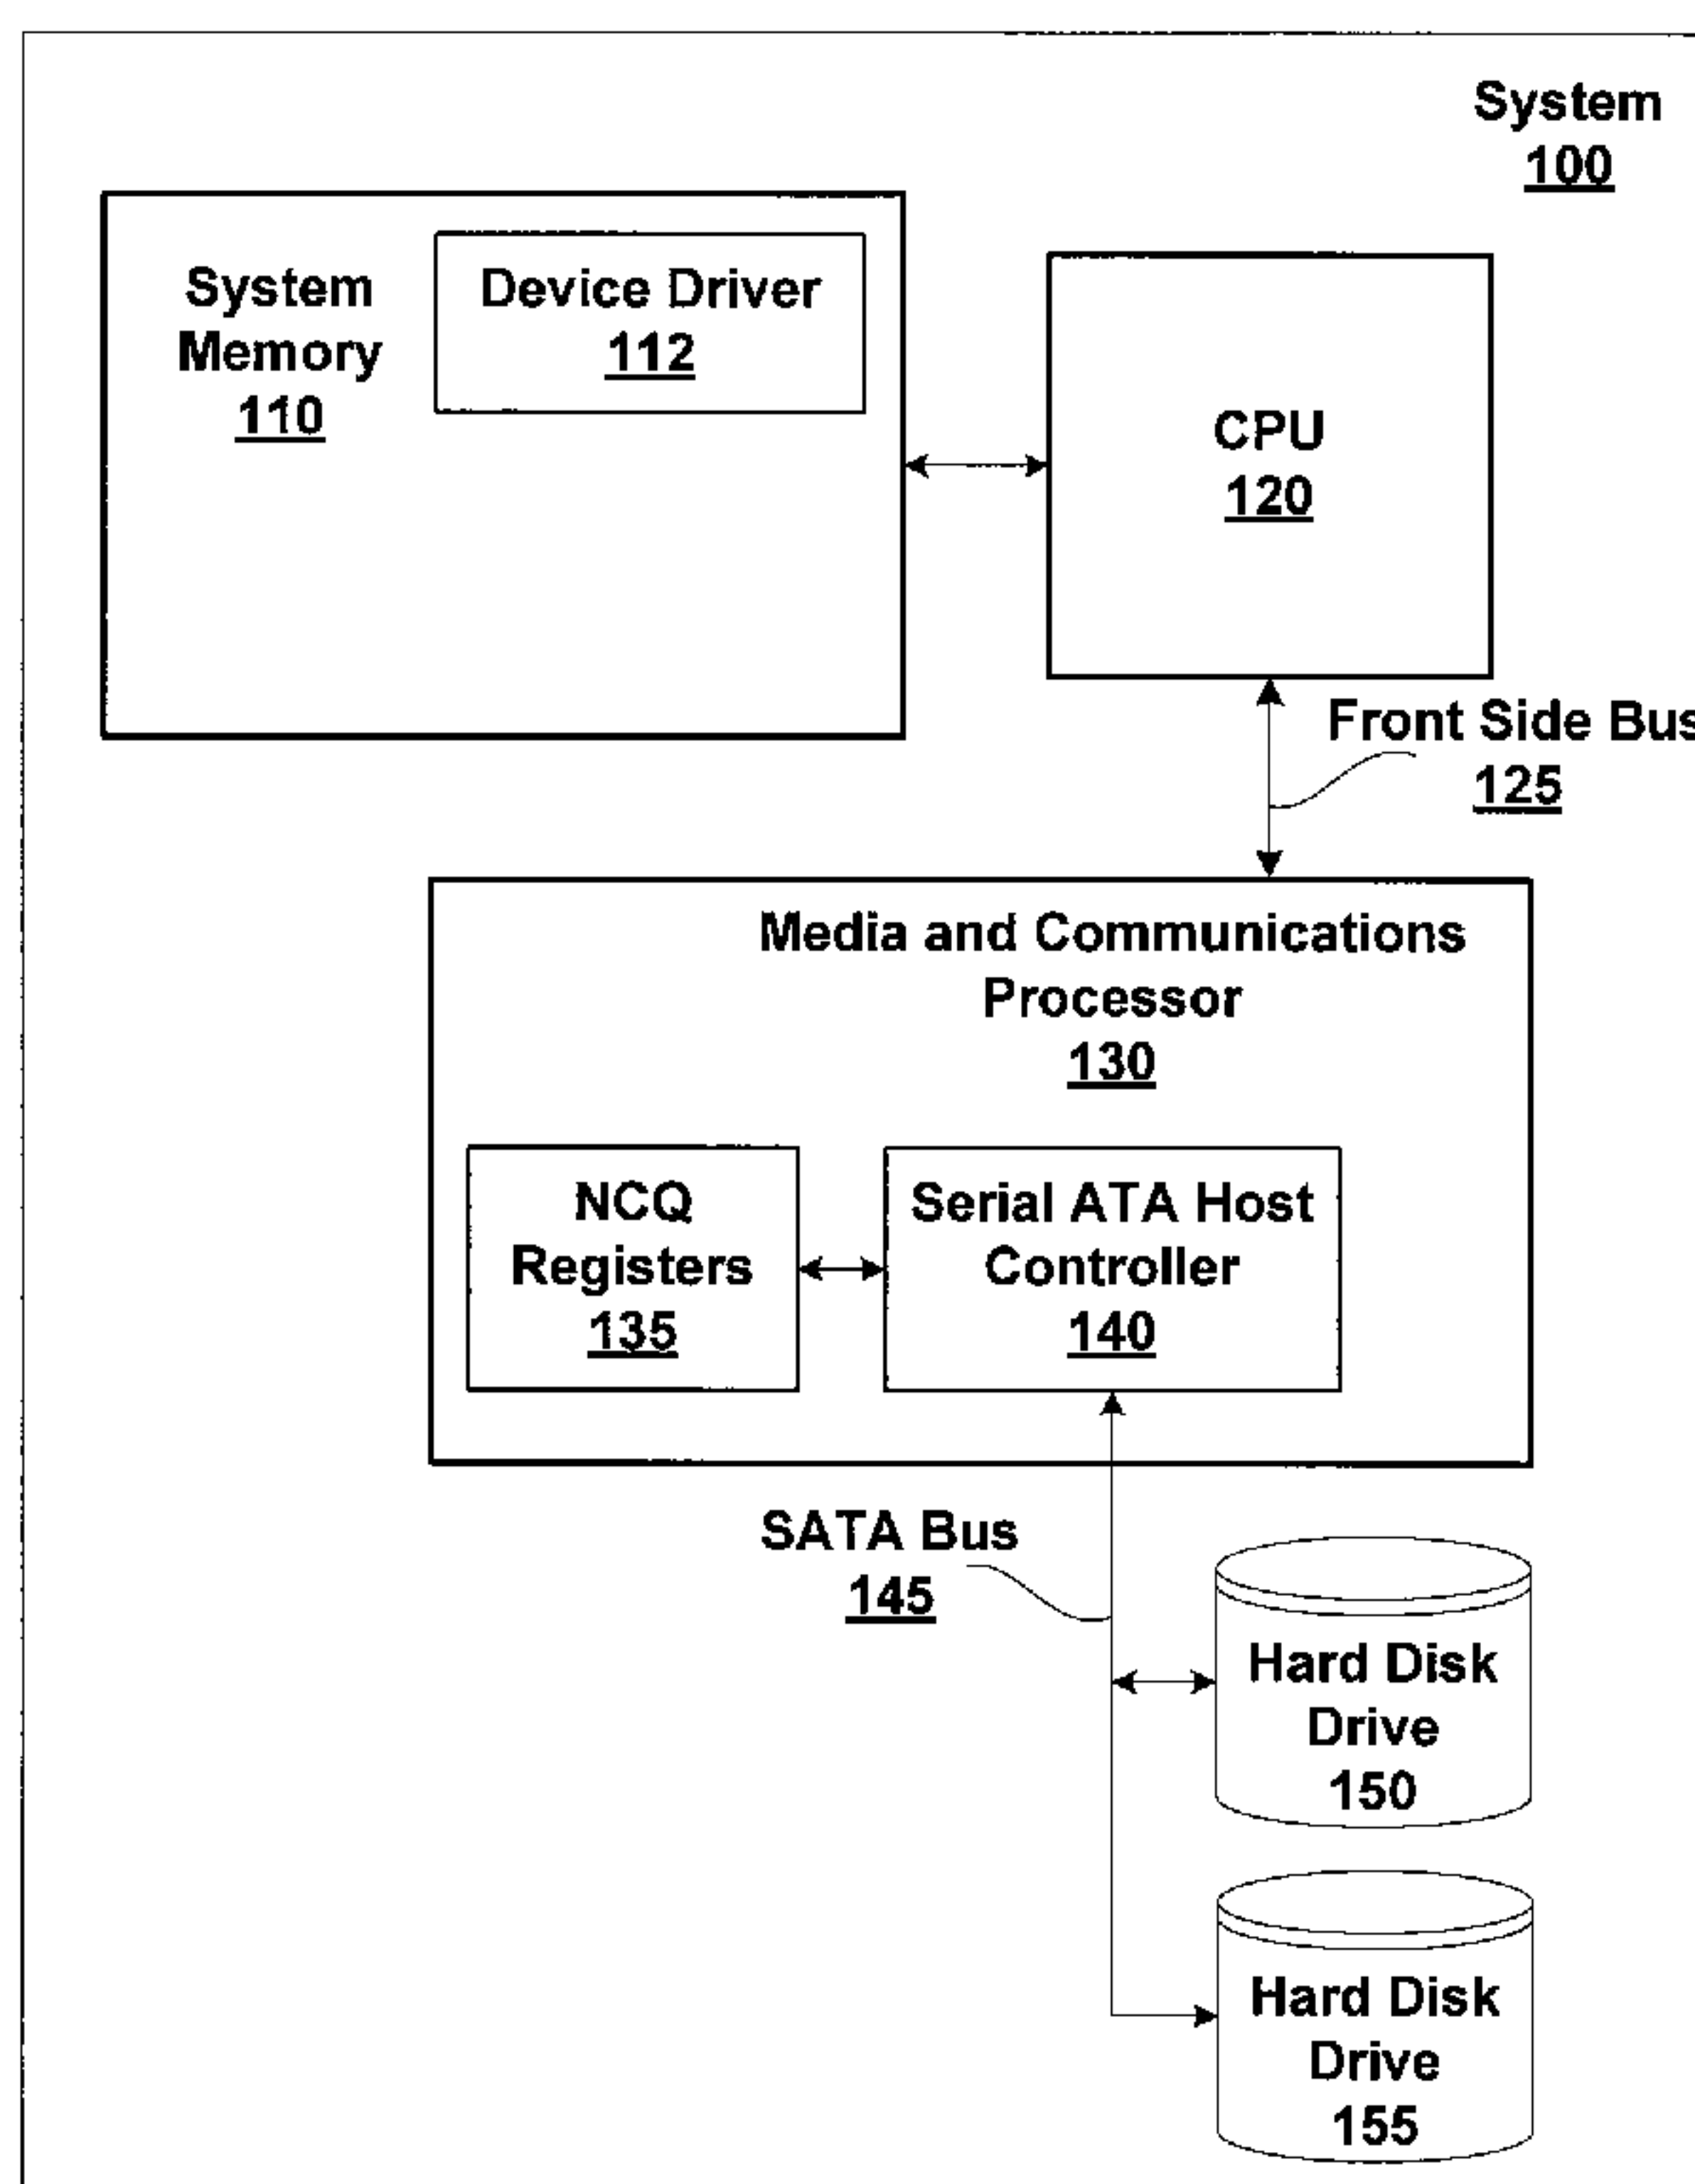 System
100
System
Memory
110
Device Driver
112
CPU
120
Front Side Bus
125
Media and Communications
Processor
130
NCQ
Registers
135
Serial ATA Host
Controller
140
SATA Bus
145
Hard Disk
Drive
150
Hard Disk
Drive
155